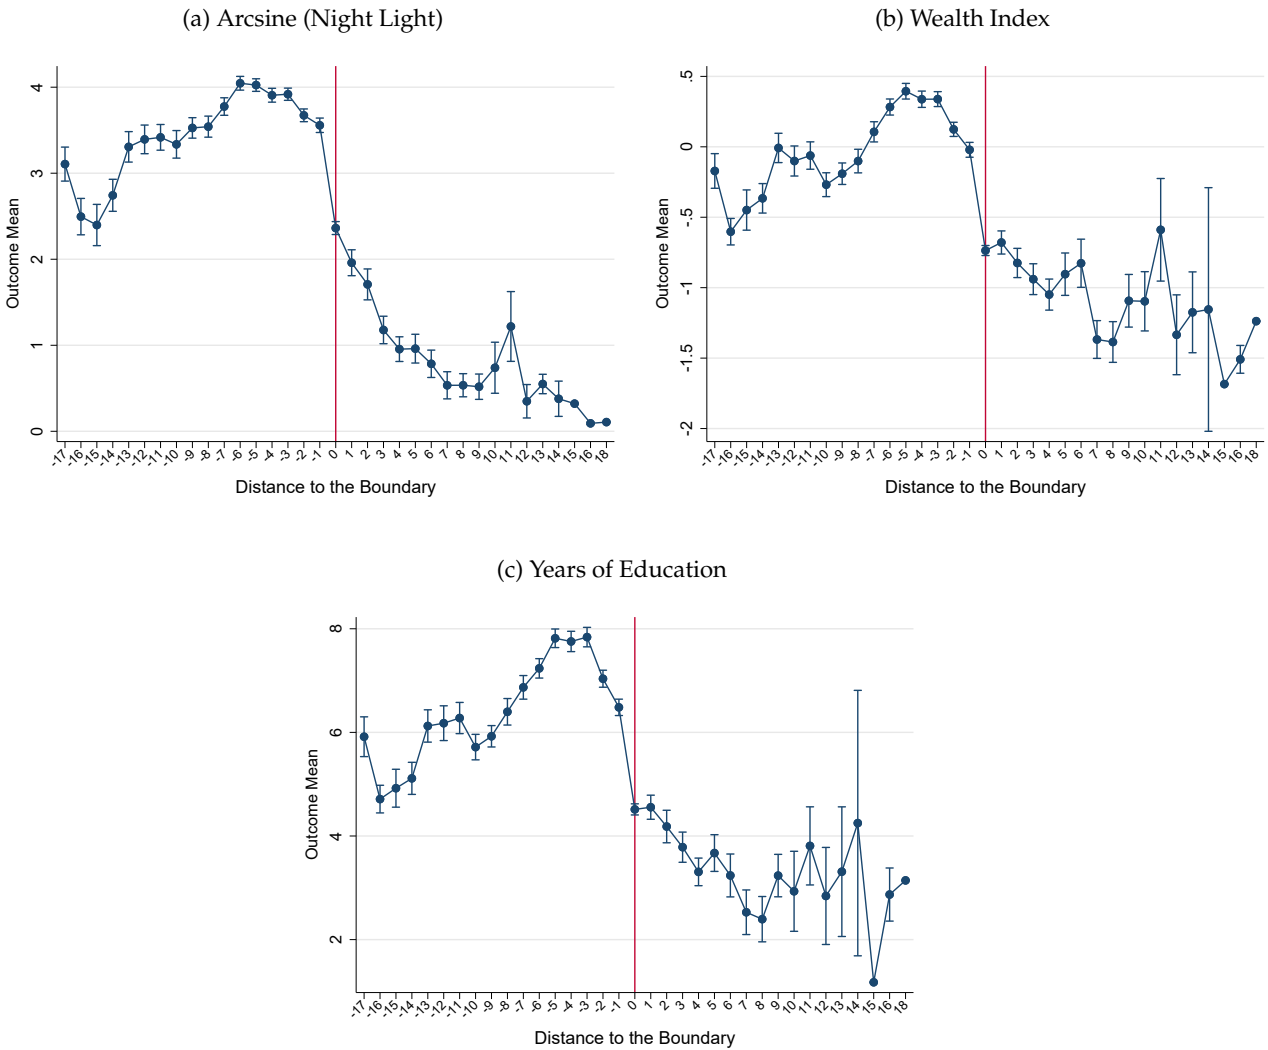 (a) Arcsine (Night Light)
4
3
2
1
0
Outcome Mean
-17 -16 -15 -14 -13 -12 -11 -10 -9 -8 -7 -6 -5 -4 -3 -2 -1 0 1 2 3 4 5 6 7 8 9 10 11 12 13 14 15 16 18
Distance to the Boundary
(b) Wealth Index
.5
0
-.5
-1
-1.5
-2
Outcome Mean
-17 -16 -15 -14 -13 -12 -11 -10 -9 -8 -7 -6 -5 -4 -3 -2 -1 0 1 2 3 4 5 6 7 8 9 10 11 12 13 14 15 16 18
Distance to the Boundary
(c) Years of Education
8
6
4
2
Outcome Mean
-17 -16 -15 -14 -13 -12 -11 -10 -9 -8 -7 -6 -5 -4 -3 -2 -1 0 1 2 3 4 5 6 7 8 9 10 11 12 13 14 15 16 18
Distance to the Boundary